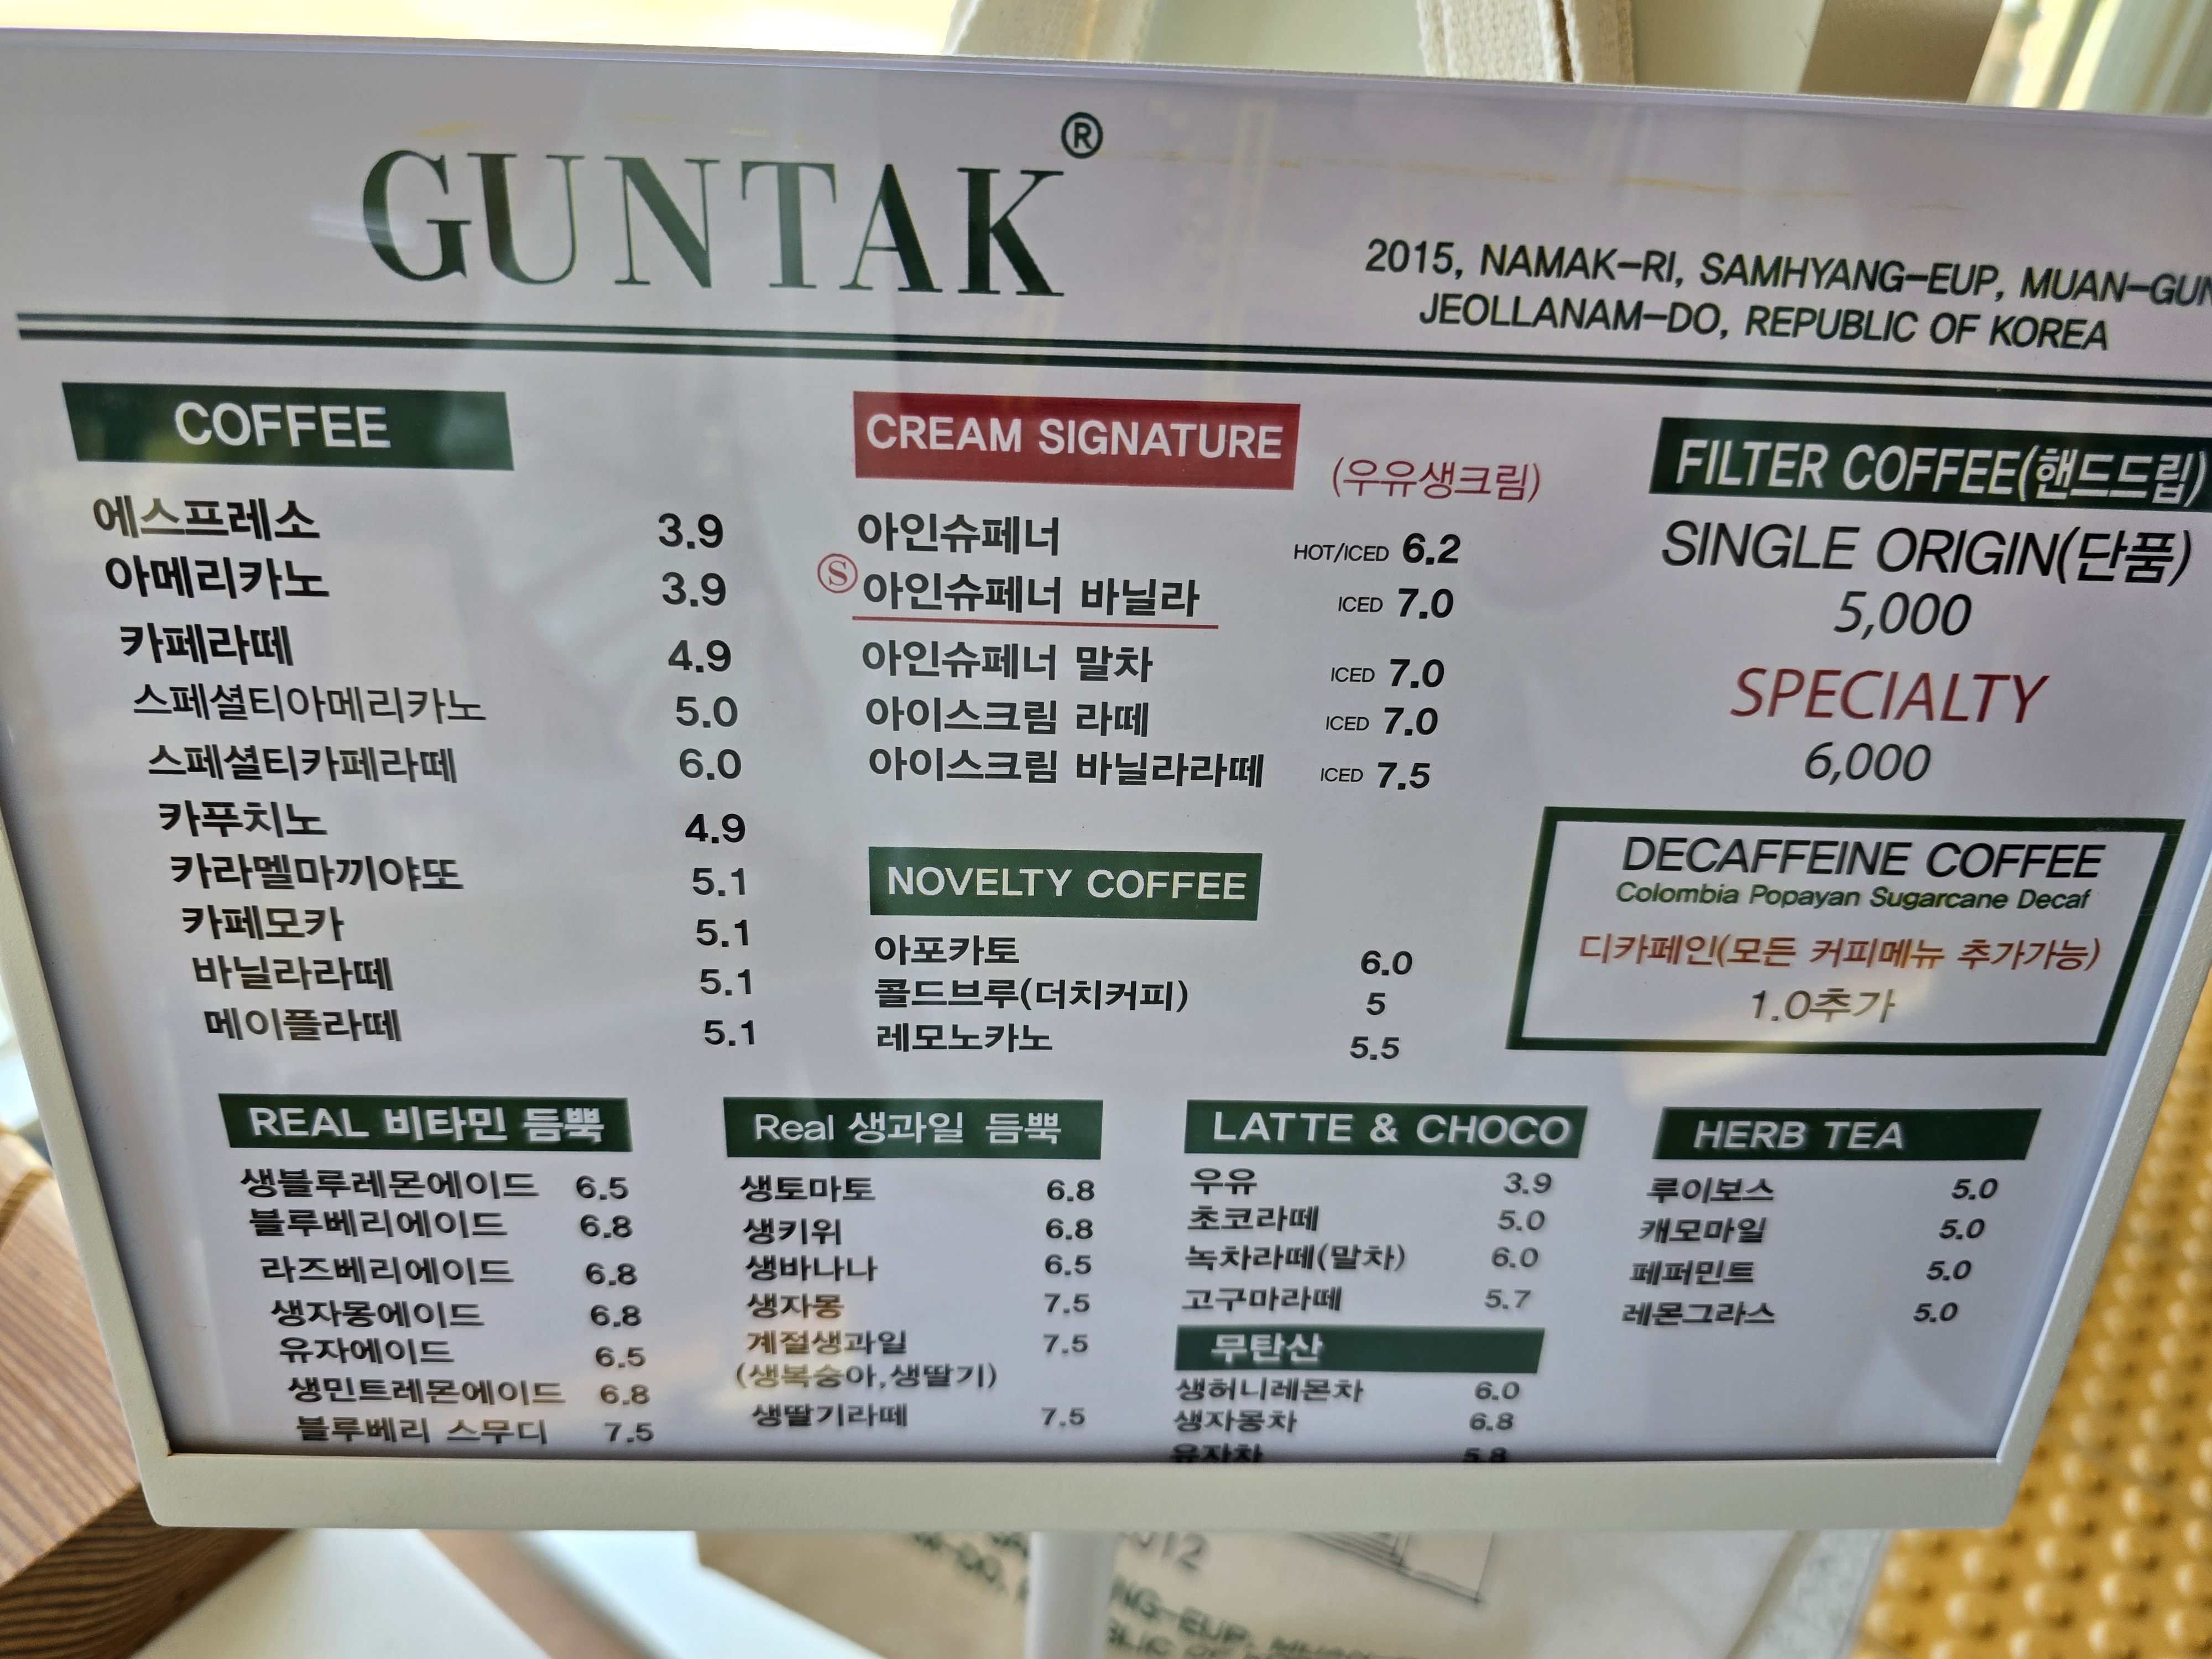 GUNTAK®
2015, NAMAK-RI, SAMHYANG-EUP, MUAN-GUN
JEOLLANAM-DO, REPUBLIC OF KOREA
COFFEE
에스프레소 3.9
아메리카노 3.9
카페라떼 4.9
스페셜티아메리카노 5.0
스페셜티카페라떼 6.0
카푸치노 4.9
카라멜마끼야또 5.1
카페모카 5.1
바닐라라떼 5.1
메이플라떼 5.1
CREAM SIGNATURE (우유생크림)
아인슈페너 HOT/ICED 6.2
Ⓢ아인슈페너 바닐라 ICED 7.0
아인슈페너 말차 ICED 7.0
아이스크림 라떼 ICED 7.0
아이스크림 바닐라라떼 ICED 7.5
NOVELTY COFFEE
아포카토 6.0
콜드브루(더치커피) 5
레모노카노 5.5
FILTER COFFEE(핸드드립)
SINGLE ORIGIN(단품)
5,000
SPECIALTY
6,000
DECAFFEINE COFFEE
Colombia Popayan Sugarcane Decaf
디카페인(모든 커피메뉴 추가가능)
1.0추가
REAL 비타민 듬뿍
생블루레몬에이드 6.5
블루베리에이드 6.8
라즈베리에이드 6.8
생자몽에이드 6.8
유자에이드 6.5
생민트레몬에이드 6.8
블루베리 스무디 7.5
Real 생과일 듬뿍
생토마토 6.8
생키위 6.8
생바나나 6.5
생자몽 7.5
계절생과일 7.5
(생복숭아,생딸기)
생딸기라떼 7.5
LATTE & CHOCO
우유 3.9
초코라떼 5.0
녹차라떼(말차) 6.0
고구마라떼 5.7
무탄산
생허니레몬차 6.0
생자몽차 6.8
유자차 5.8
HERB TEA
루이보스 5.0
캐모마일 5.0
페퍼민트 5.0
레몬그라스 5.0